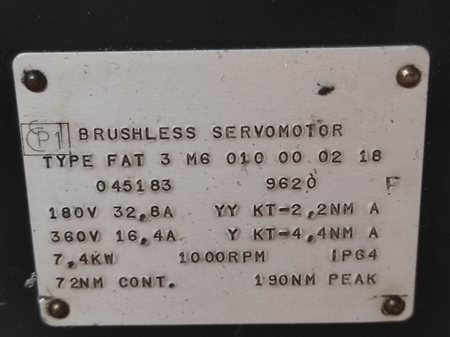 P1 BRUSHLESS SERVOMOTOR
TYPE FAT 3 M6 010 00 02 18
045183 9620 F
180V 32,8A YY KT=2,2NM A
360V 16,4A Y KT=4,4NM A
7,4KW 1000RPM IP64
72NM CONT. 190NM PEAK